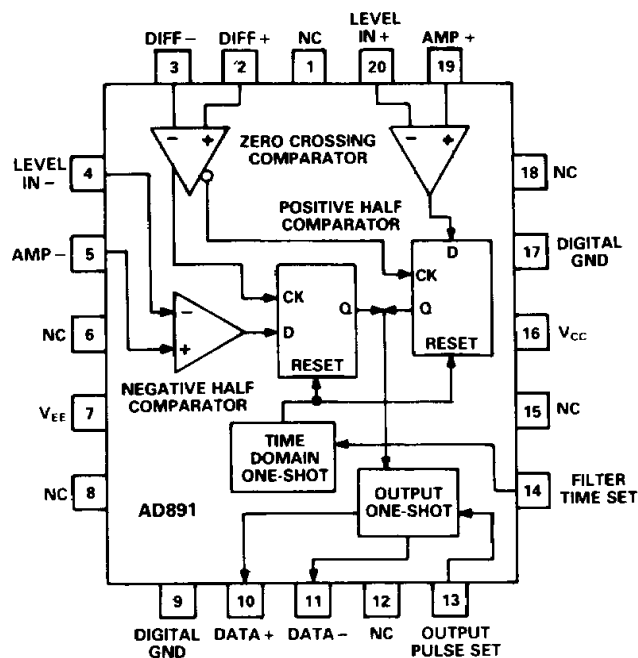 LEVEL
DIFF− DIFF+ NC IN+ AMP+
3 2 1 20 19
− + − +
ZERO CROSSING
COMPARATOR
LEVEL
IN−
4
18 NC
POSITIVE HALF
COMPARATOR
AMP− 5
17 DIGITAL
GND
D
CK
CK
Q Q
D
−
+
NC 6
16 VCC
RESET
RESET
NEGATIVE HALF
COMPARATOR
VEE 7
15 NC
TIME
DOMAIN
ONE-SHOT
NC 8
14 FILTER
TIME SET
OUTPUT
ONE-SHOT
AD891
9 10 11 12 13
DIGITAL
GND
DATA+ DATA− NC OUTPUT
PULSE SET